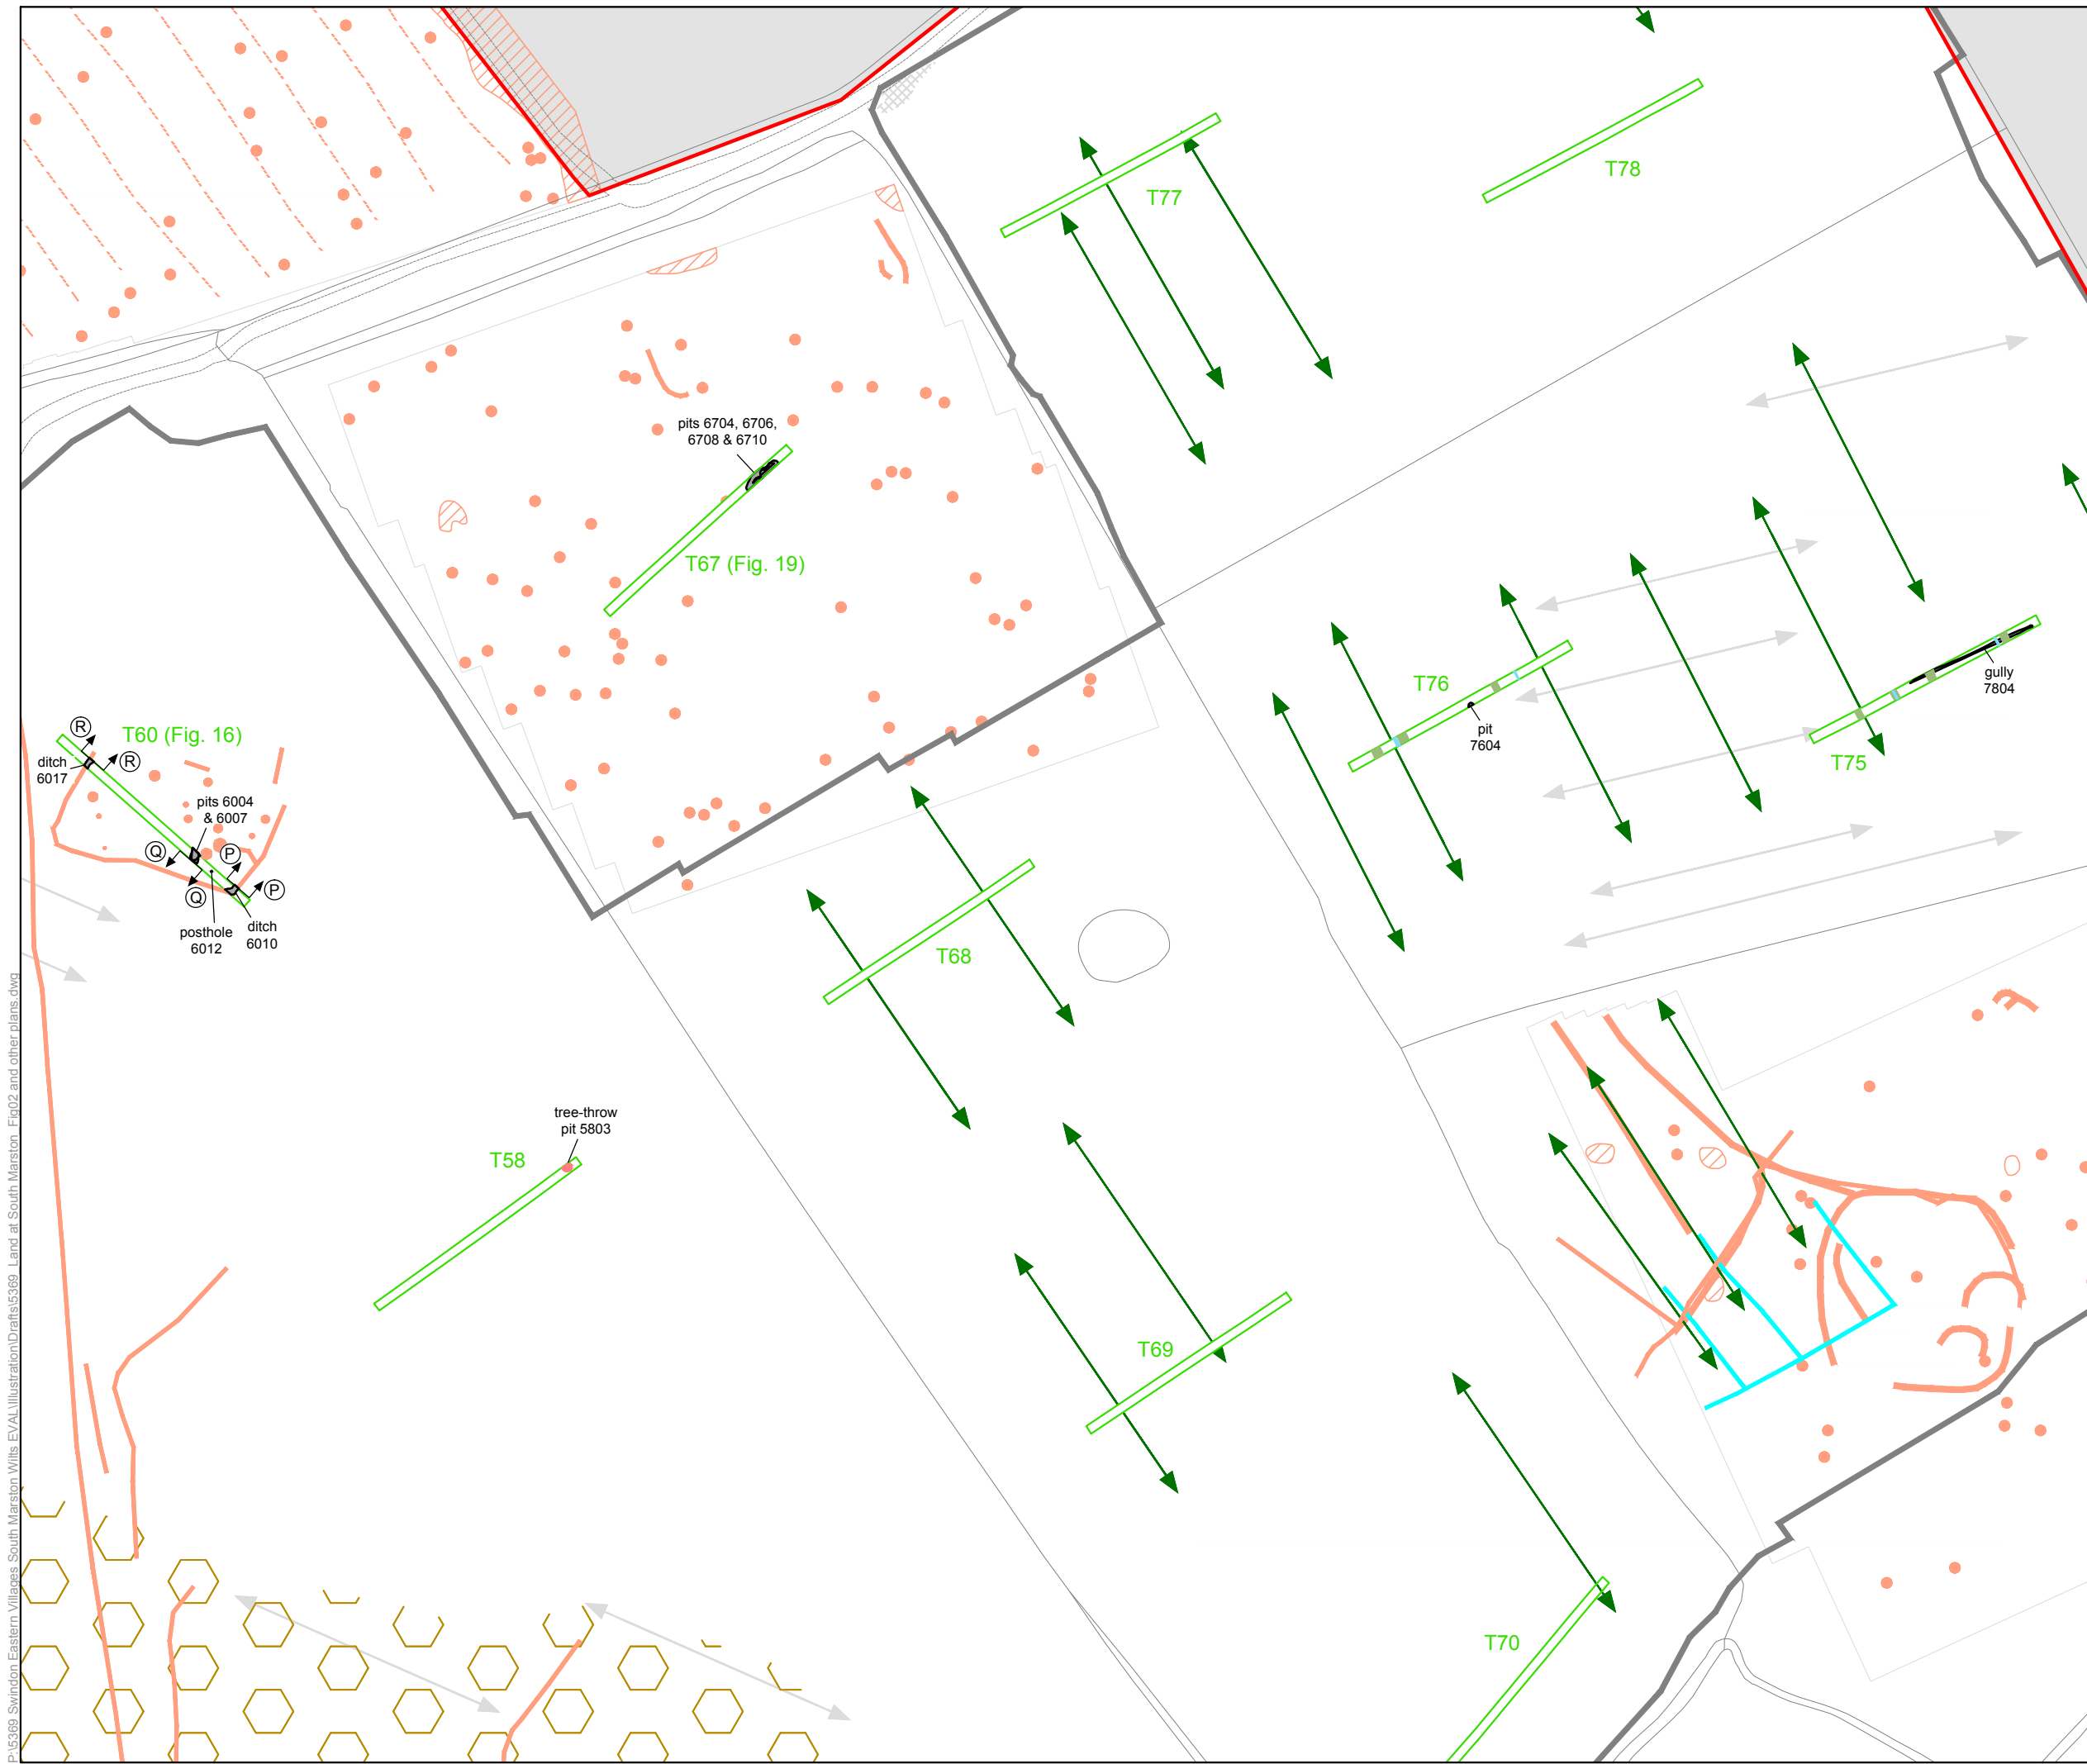 T78
T77
pits 6704, 6706,
6708 & 6710
T67 (Fig. 19)
T76
pit
7604
gully
7804
T75
R
T60 (Fig. 16)
R
ditch
6017
pits 6004
& 6007
Q
P
Q
P
posthole
6012
ditch
6010
T68
tree-throw
pit 5803
T58
T69
T70
P:\5369 Swindon Eastern Villages South Marston Wilts EVAL\Illustration\Drafts\5369_Land at South Marston_Fig02 and other plans.dwg